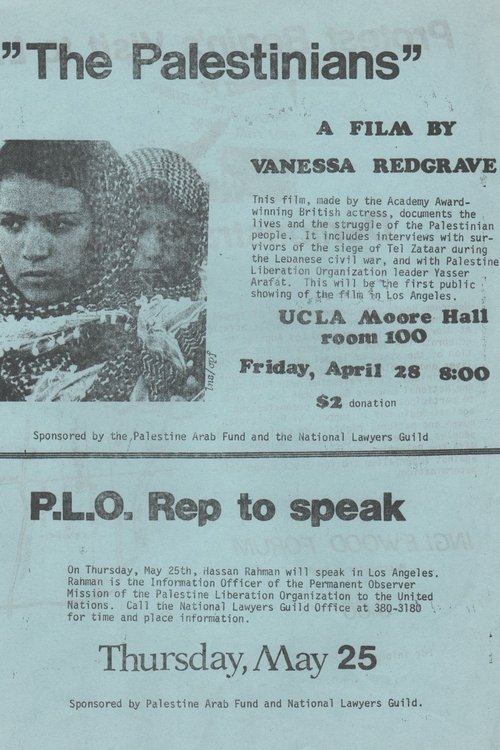 "The Palestinians"
A FILM BY
VANESSA REDGRAVE
This film, made by the Academy Award-
winning British actress, documents the
lives and the struggle of the Palestinian
people. It includes interviews with sur-
vivors of the siege of Tel Zataar during
the Lebanese civil war, and with Palestine
Liberation Organization leader Yasser
Arafat. This will be the first public
showing of the film in Los Angeles.
UCLA Moore Hall
room 100
Friday, April 28 8:00
$2 donation
Sponsored by the Palestine Arab Fund and the National Lawyers Guild
P.L.O. Rep to speak
On Thursday, May 25th, Hassan Rahman will speak in Los Angeles.
Rahman is the Information Officer of the Permanent Observer
Mission of the Palestine Liberation Organization to the United
Nations. Call the National Lawyers Guild Office at 380-3180
for time and place information.
Thursday, May 25
Sponsored by Palestine Arab Fund and National Lawyers Guild.